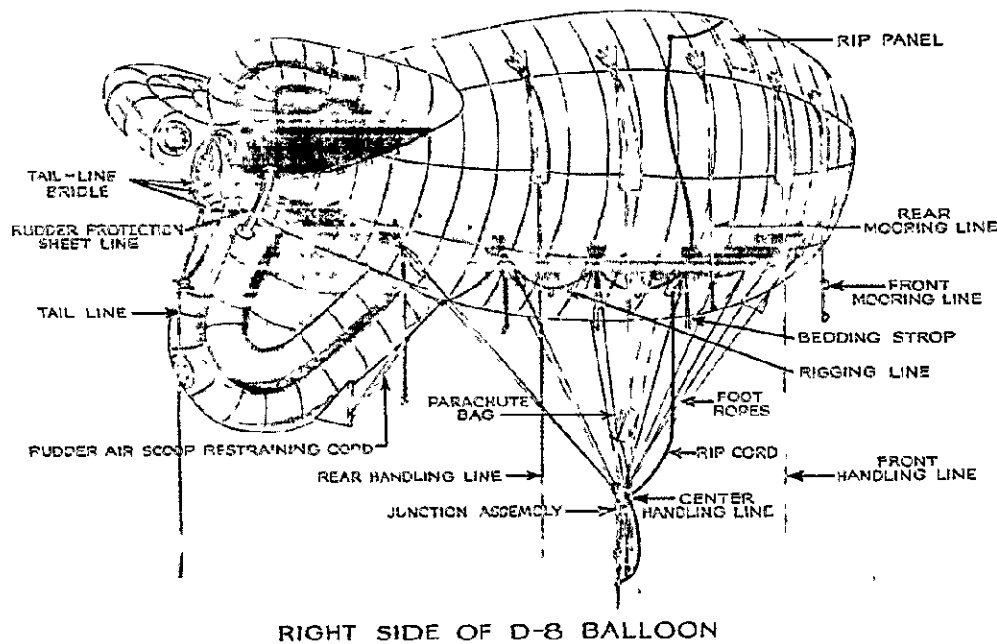 RIP PANEL
TAIL-LINE
BRIDLE
RUDDER PROTECTION
SHEET LINE
REAR
MOORING LINE
FRONT
MOORING LINE
TAIL LINE
BEDDING STROP
RIGGING LINE
PARACHUTE
BAG
FOOT
ROPES
RUDDER AIR SCOOP RESTRAINING CORD
RIP CORD
REAR HANDLING LINE
FRONT
HANDLING LINE
CENTER
HANDLING LINE
JUNCTION ASSEMBLY
RIGHT SIDE OF D-8 BALLOON